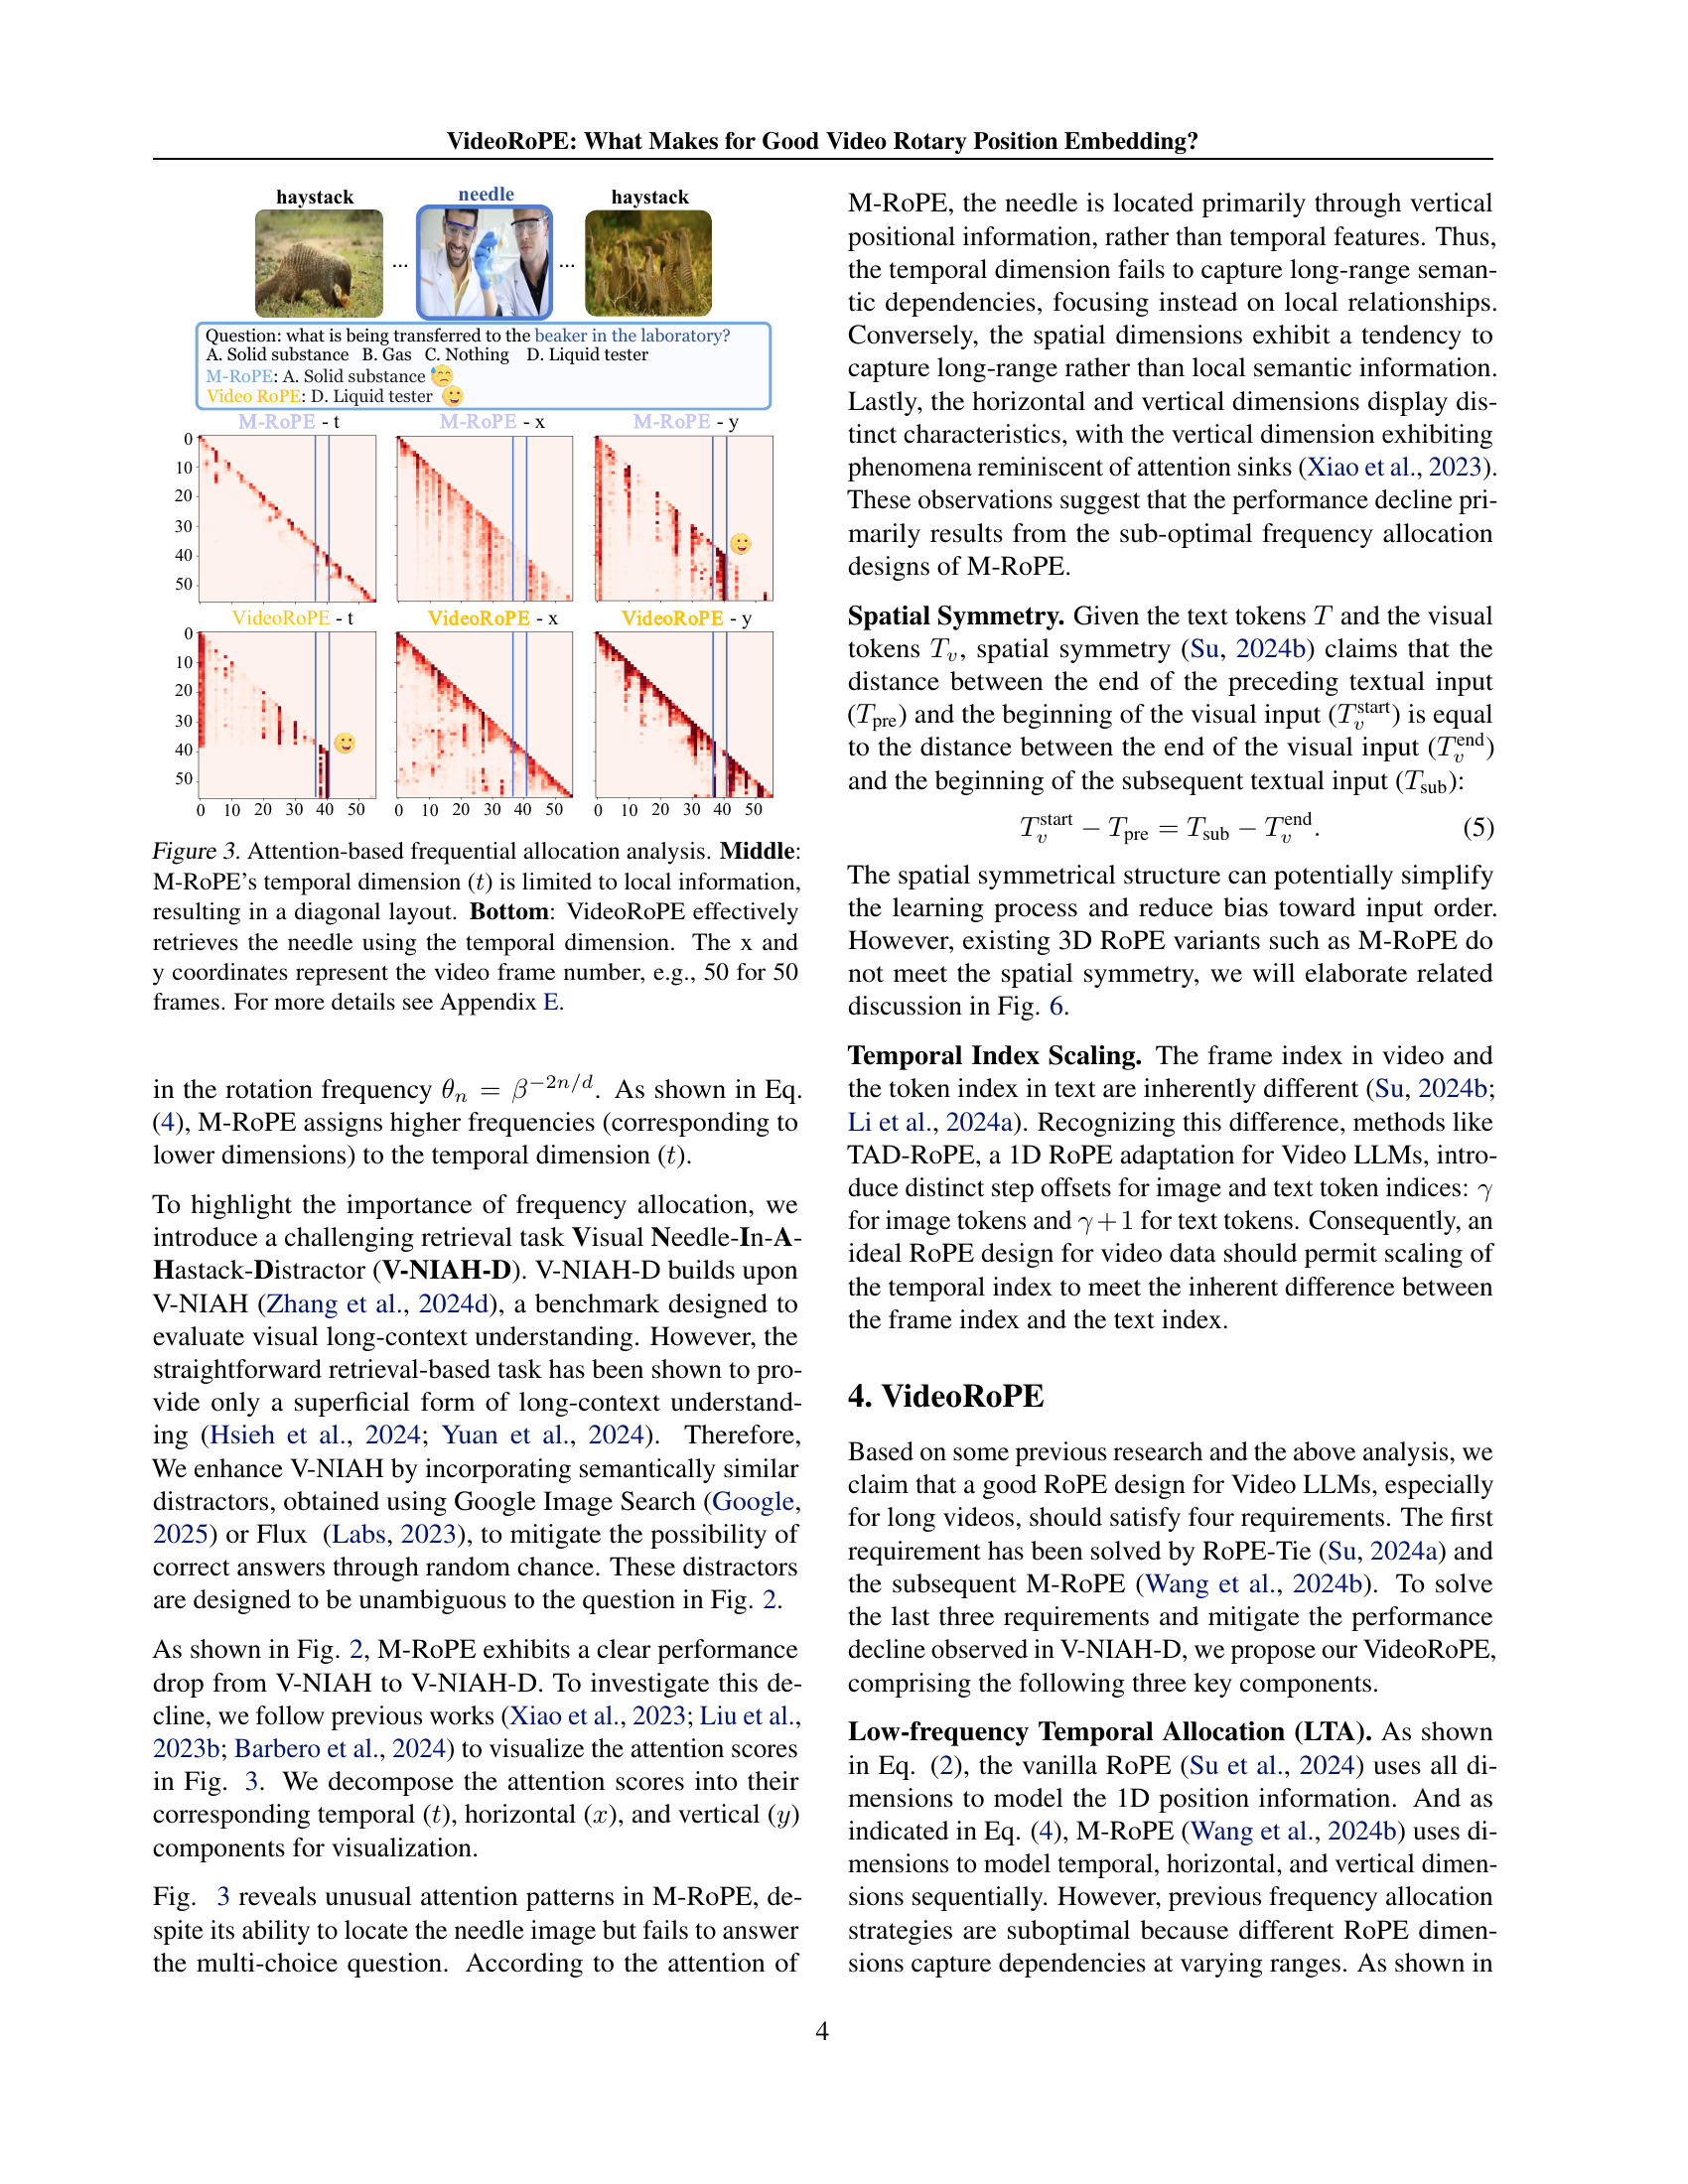 VideoRoPE: What Makes for Good Video Rotary Position Embedding?
haystack
needle
haystack
...
...
Question: what is being transferred to the beaker in the laboratory?
A. Solid substance B. Gas C. Nothing D. Liquid tester
M-RoPE: A. Solid substance
Video RoPE: D. Liquid tester
M-RoPE - t
M-RoPE - x
M-RoPE - y
0
10
20
30
40
50
VideoRoPE - t
VideoRoPE - x
VideoRoPE - y
0
10
20
30
40
50
0 10 20 30 40 50
0 10 20 30 40 50
0 10 20 30 40 50
Figure 3. Attention-based frequential allocation analysis. Middle:
M-RoPE's temporal dimension (t) is limited to local information,
resulting in a diagonal layout. Bottom: VideoRoPE effectively
retrieves the needle using the temporal dimension. The x and
y coordinates represent the video frame number, e.g., 50 for 50
frames. For more details see Appendix E.
in the rotation frequency θn = β^{−2n/d}. As shown in Eq.
(4), M-RoPE assigns higher frequencies (corresponding to
lower dimensions) to the temporal dimension (t).
To highlight the importance of frequency allocation, we
introduce a challenging retrieval task Visual Needle-In-A-
Hastack-Distractor (V-NIAH-D). V-NIAH-D builds upon
V-NIAH (Zhang et al., 2024d), a benchmark designed to
evaluate visual long-context understanding. However, the
straightforward retrieval-based task has been shown to pro-
vide only a superficial form of long-context understand-
ing (Hsieh et al., 2024; Yuan et al., 2024). Therefore,
We enhance V-NIAH by incorporating semantically similar
distractors, obtained using Google Image Search (Google,
2025) or Flux (Labs, 2023), to mitigate the possibility of
correct answers through random chance. These distractors
are designed to be unambiguous to the question in Fig. 2.
As shown in Fig. 2, M-RoPE exhibits a clear performance
drop from V-NIAH to V-NIAH-D. To investigate this de-
cline, we follow previous works (Xiao et al., 2023; Liu et al.,
2023b; Barbero et al., 2024) to visualize the attention scores
in Fig. 3. We decompose the attention scores into their
corresponding temporal (t), horizontal (x), and vertical (y)
components for visualization.
Fig. 3 reveals unusual attention patterns in M-RoPE, de-
spite its ability to locate the needle image but fails to answer
the multi-choice question. According to the attention of
M-RoPE, the needle is located primarily through vertical
positional information, rather than temporal features. Thus,
the temporal dimension fails to capture long-range seman-
tic dependencies, focusing instead on local relationships.
Conversely, the spatial dimensions exhibit a tendency to
capture long-range rather than local semantic information.
Lastly, the horizontal and vertical dimensions display dis-
tinct characteristics, with the vertical dimension exhibiting
phenomena reminiscent of attention sinks (Xiao et al., 2023).
These observations suggest that the performance decline pri-
marily results from the sub-optimal frequency allocation
designs of M-RoPE.
Spatial Symmetry. Given the text tokens T and the visual
tokens T_v, spatial symmetry (Su, 2024b) claims that the
distance between the end of the preceding textual input
(T_pre) and the beginning of the visual input (T_v^start) is equal
to the distance between the end of the visual input (T_v^end)
and the beginning of the subsequent textual input (T_sub):
T_v^start − T_pre = T_sub − T_v^end. (5)
The spatial symmetrical structure can potentially simplify
the learning process and reduce bias toward input order.
However, existing 3D RoPE variants such as M-RoPE do
not meet the spatial symmetry, we will elaborate related
discussion in Fig. 6.
Temporal Index Scaling. The frame index in video and
the token index in text are inherently different (Su, 2024b;
Li et al., 2024a). Recognizing this difference, methods like
TAD-RoPE, a 1D RoPE adaptation for Video LLMs, intro-
duce distinct step offsets for image and text token indices: γ
for image tokens and γ+1 for text tokens. Consequently, an
ideal RoPE design for video data should permit scaling of
the temporal index to meet the inherent difference between
the frame index and the text index.
4. VideoRoPE
Based on some previous research and the above analysis, we
claim that a good RoPE design for Video LLMs, especially
for long videos, should satisfy four requirements. The first
requirement has been solved by RoPE-Tie (Su, 2024a) and
the subsequent M-RoPE (Wang et al., 2024b). To solve
the last three requirements and mitigate the performance
decline observed in V-NIAH-D, we propose our VideoRoPE,
comprising the following three key components.
Low-frequency Temporal Allocation (LTA). As shown
in Eq. (2), the vanilla RoPE (Su et al., 2024) uses all di-
mensions to model the 1D position information. And as
indicated in Eq. (4), M-RoPE (Wang et al., 2024b) uses di-
mensions to model temporal, horizontal, and vertical dimen-
sions sequentially. However, previous frequency allocation
strategies are suboptimal because different RoPE dimen-
sions capture dependencies at varying ranges. As shown in
4